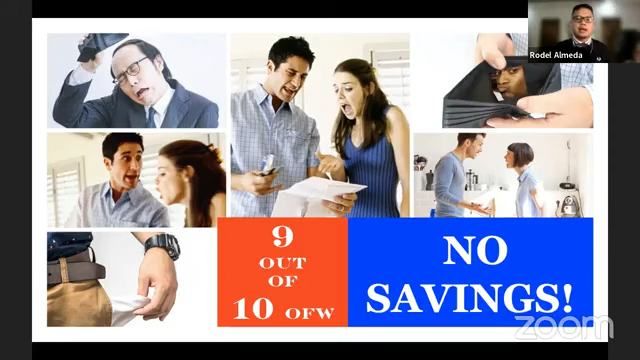 Rodel Almeda
9
OUT
OF
10 OFW
NO
SAVINGS!
zoom